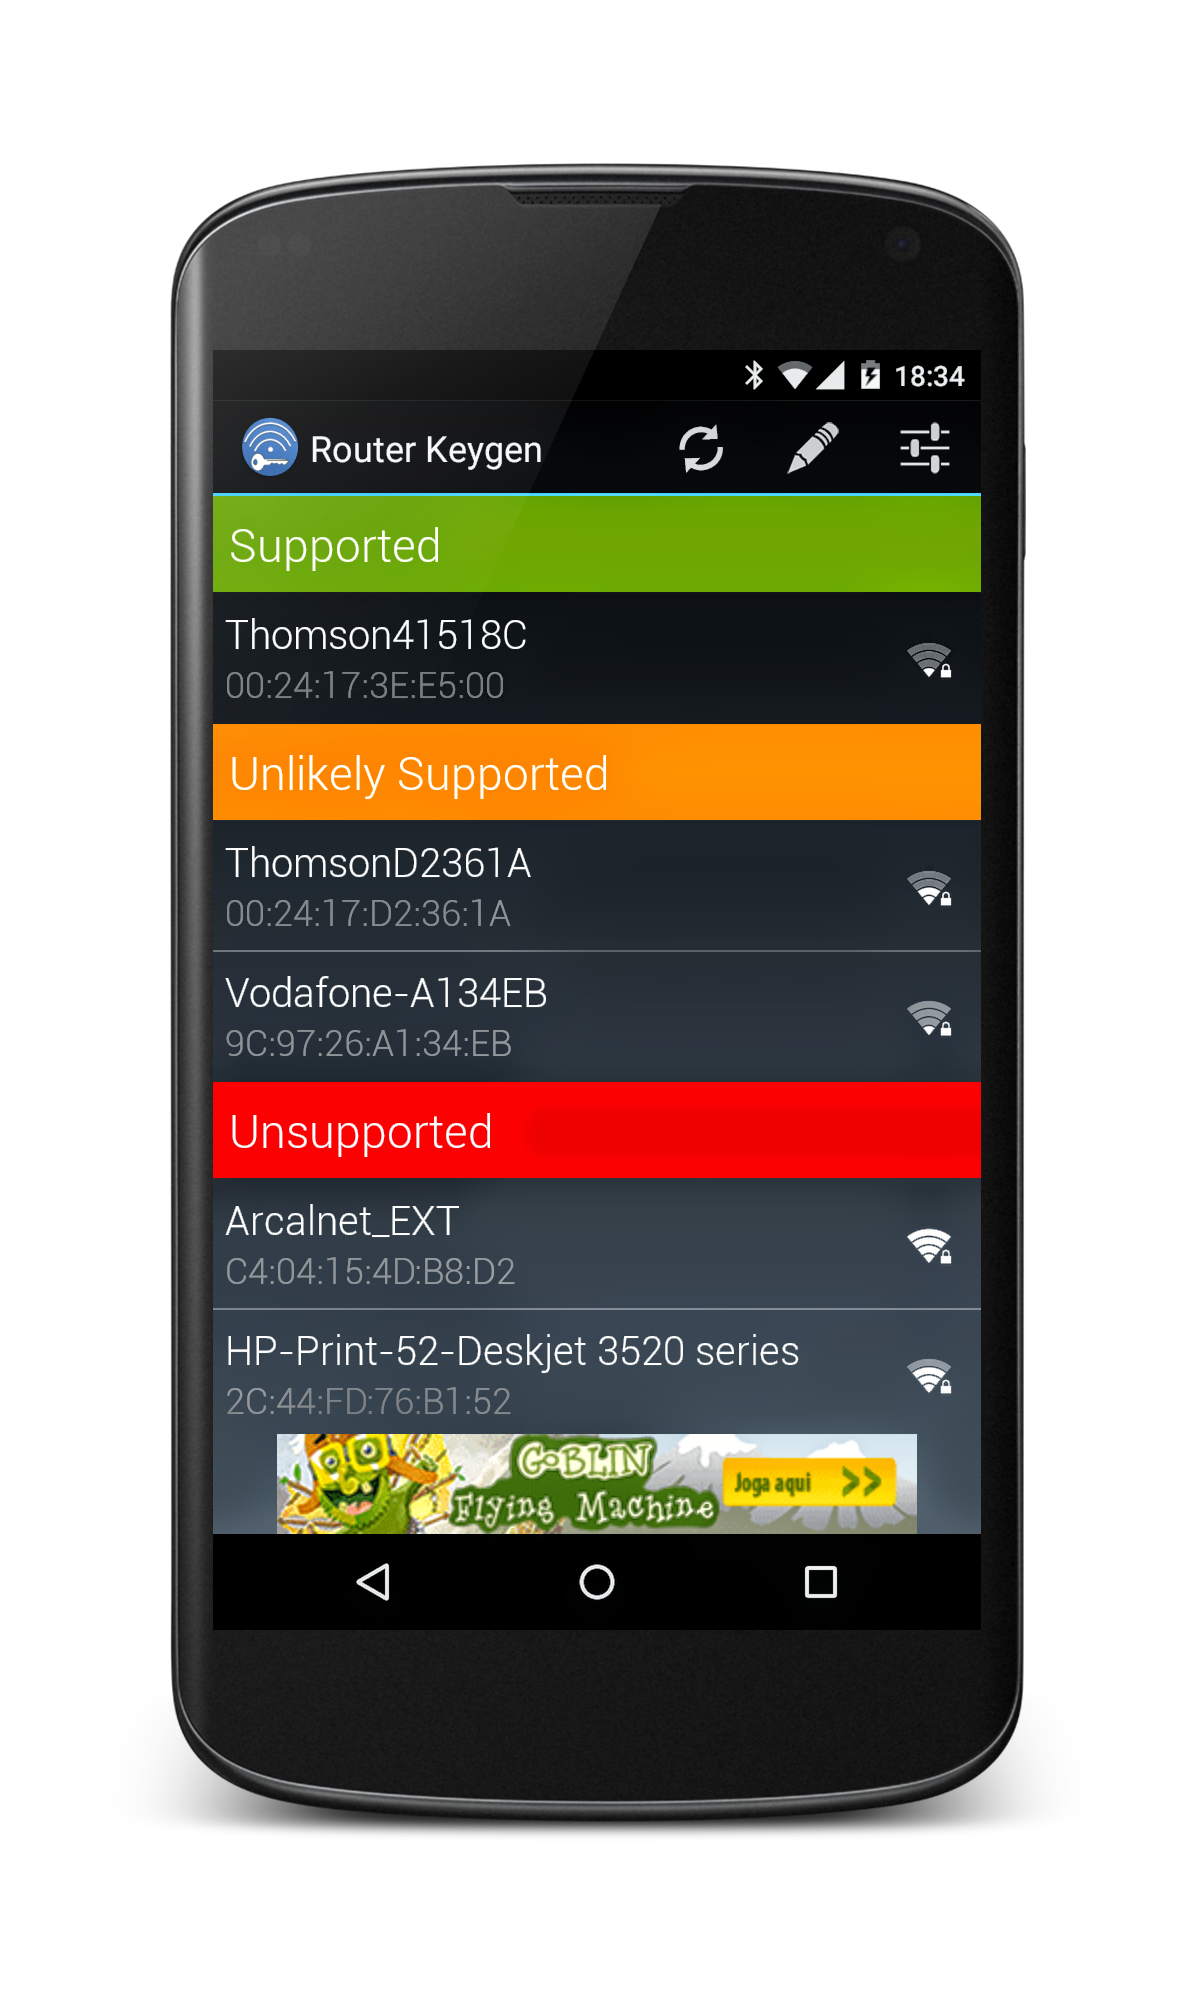 18:34
Router Keygen
Supported
Thomson41518C
00:24:17:3E:E5:00
Unlikely Supported
ThomsonD2361A
00:24:17:D2:36:1A
Vodafone-A134EB
9C:97:26:A1:34:EB
Unsupported
Arcalnet_EXT
C4:04:15:4D:B8:D2
HP-Print-52-Deskjet 3520 series
2C:44:FD:76:B1:52
GOBLIN
Flying Machine
Joga aqui >>